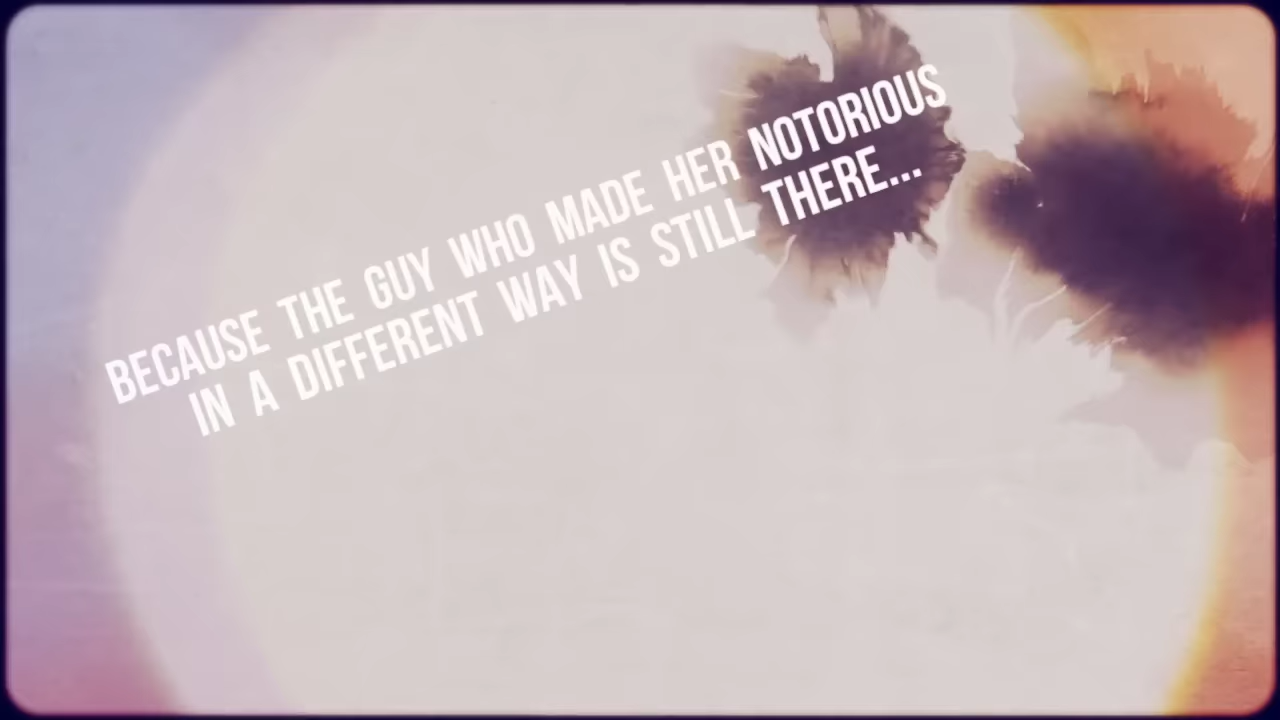 BECAUSE THE GUY WHO MADE HER NOTORIOUS
IN A DIFFERENT WAY IS STILL THERE...